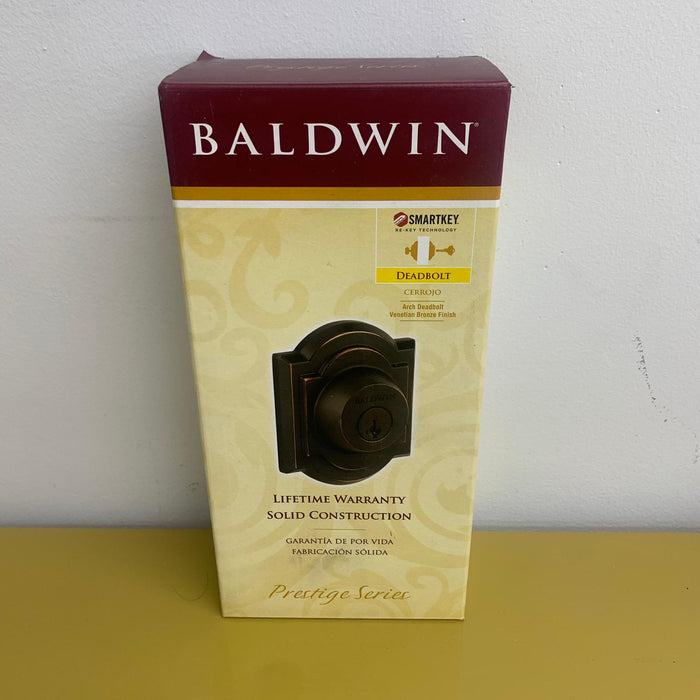 Prestige Series
BALDWIN®
SMARTKEY
RE-KEY TECHNOLOGY
DEADBOLT
CERROJO
Arch Deadbolt
Venetian Bronze Finish
BALDWIN
LIFETIME WARRANTY
SOLID CONSTRUCTION
GARANTÍA DE POR VIDA
FABRICACIÓN SÓLIDA
Prestige Series